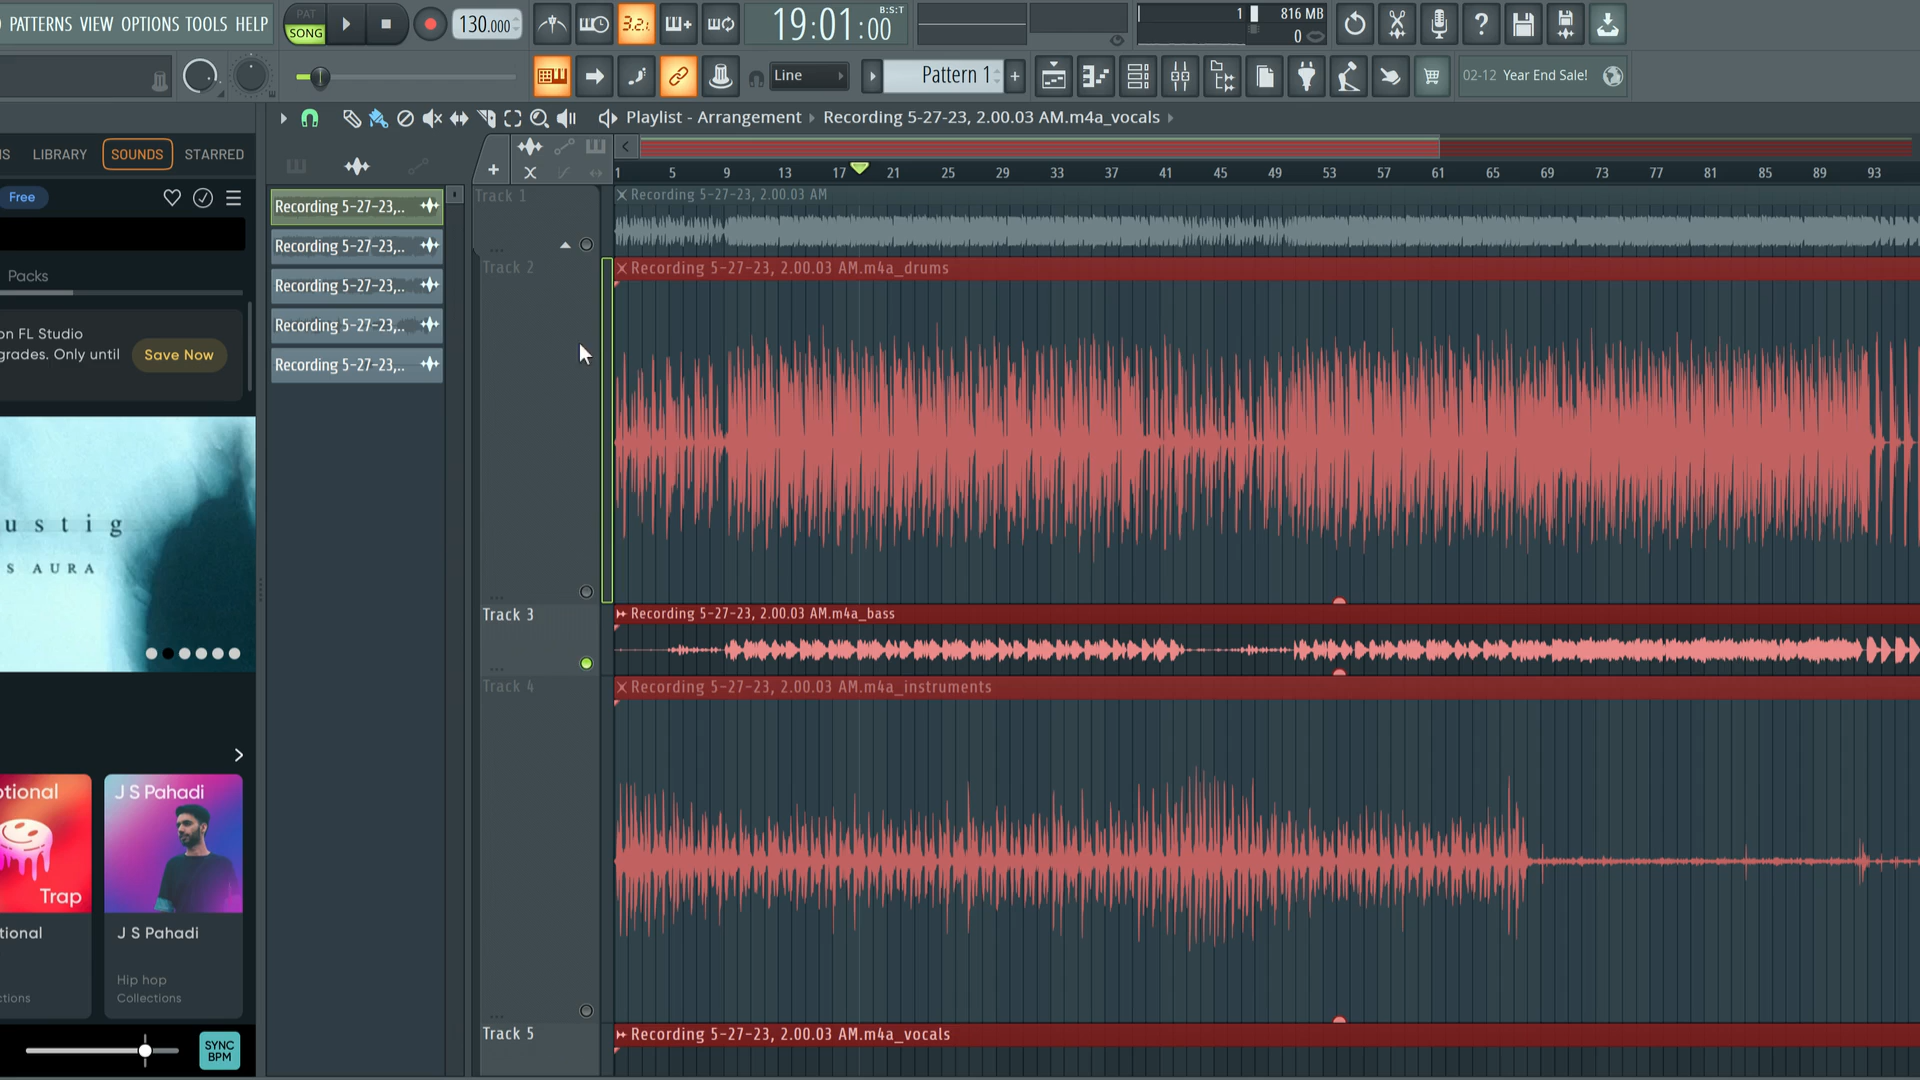 PATTERNS VIEW OPTIONS TOOLS HELP
PAT
SONG
130.000
3.2.
19:01:00
B:S:T
1
816 MB
0
Line
Pattern 1
02-12 Year End Sale!
LIBRARY
SOUNDS
STARRED
Playlist - Arrangement
Recording 5-27-23, 2.00.03 AM.m4a_vocals
1 5 9 13 17 21 25 29 33 37 41 45 49 53 57 61 65 69 73 77 81 85 89 93
Free
Packs
on FL Studio
grades. Only until
Save Now
Recording 5-27-23,..
Recording 5-27-23,..
Recording 5-27-23,..
Recording 5-27-23,..
Recording 5-27-23,..
Track 1
Recording 5-27-23, 2.00.03 AM
Track 2
Recording 5-27-23, 2.00.03 AM.m4a_drums
Track 3
Recording 5-27-23, 2.00.03 AM.m4a_bass
Track 4
Recording 5-27-23, 2.00.03 AM.m4a_instruments
Track 5
Recording 5-27-23, 2.00.03 AM.m4a_vocals
u s t i g
S AURA
otional
Trap
tional
ctions
J S Pahadi
J S Pahadi
Hip hop
Collections
SYNC
BPM